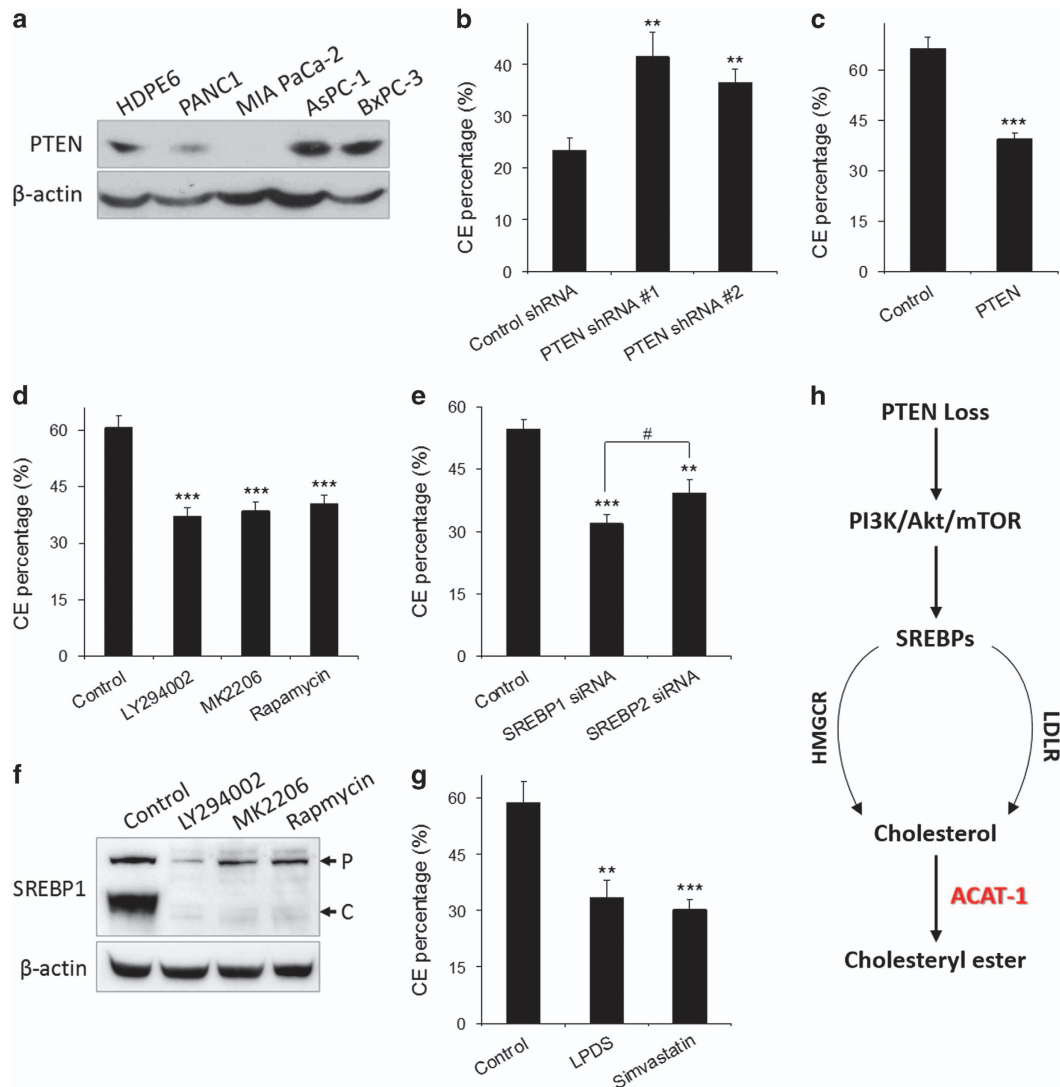 a
HDPE6
PANC1
MIA PaCa-2
AsPC-1
BxPC-3
PTEN
β-actin
b
CE percentage (%)
40
20
0
**
**
Control shRNA
PTEN shRNA #1
PTEN shRNA #2
c
CE percentage (%)
75
60
45
30
15
0
***
Control
PTEN
d
CE percentage (%)
60
45
30
15
0
***
***
***
Control
LY294002
MK2206
Rapamycin
e
CE percentage (%)
60
45
30
15
0
#
***
**
Control
SREBP1 siRNA
SREBP2 siRNA
f
Control
LY294002
MK2206
Rapmycin
SREBP1
P
C
β-actin
g
CE percentage (%)
60
45
30
15
0
**
***
Control
LPDS
Simvastatin
h
PTEN Loss
PI3K/Akt/mTOR
SREBPs
HMGCR
LDLR
Cholesterol
ACAT-1
Cholesteryl ester